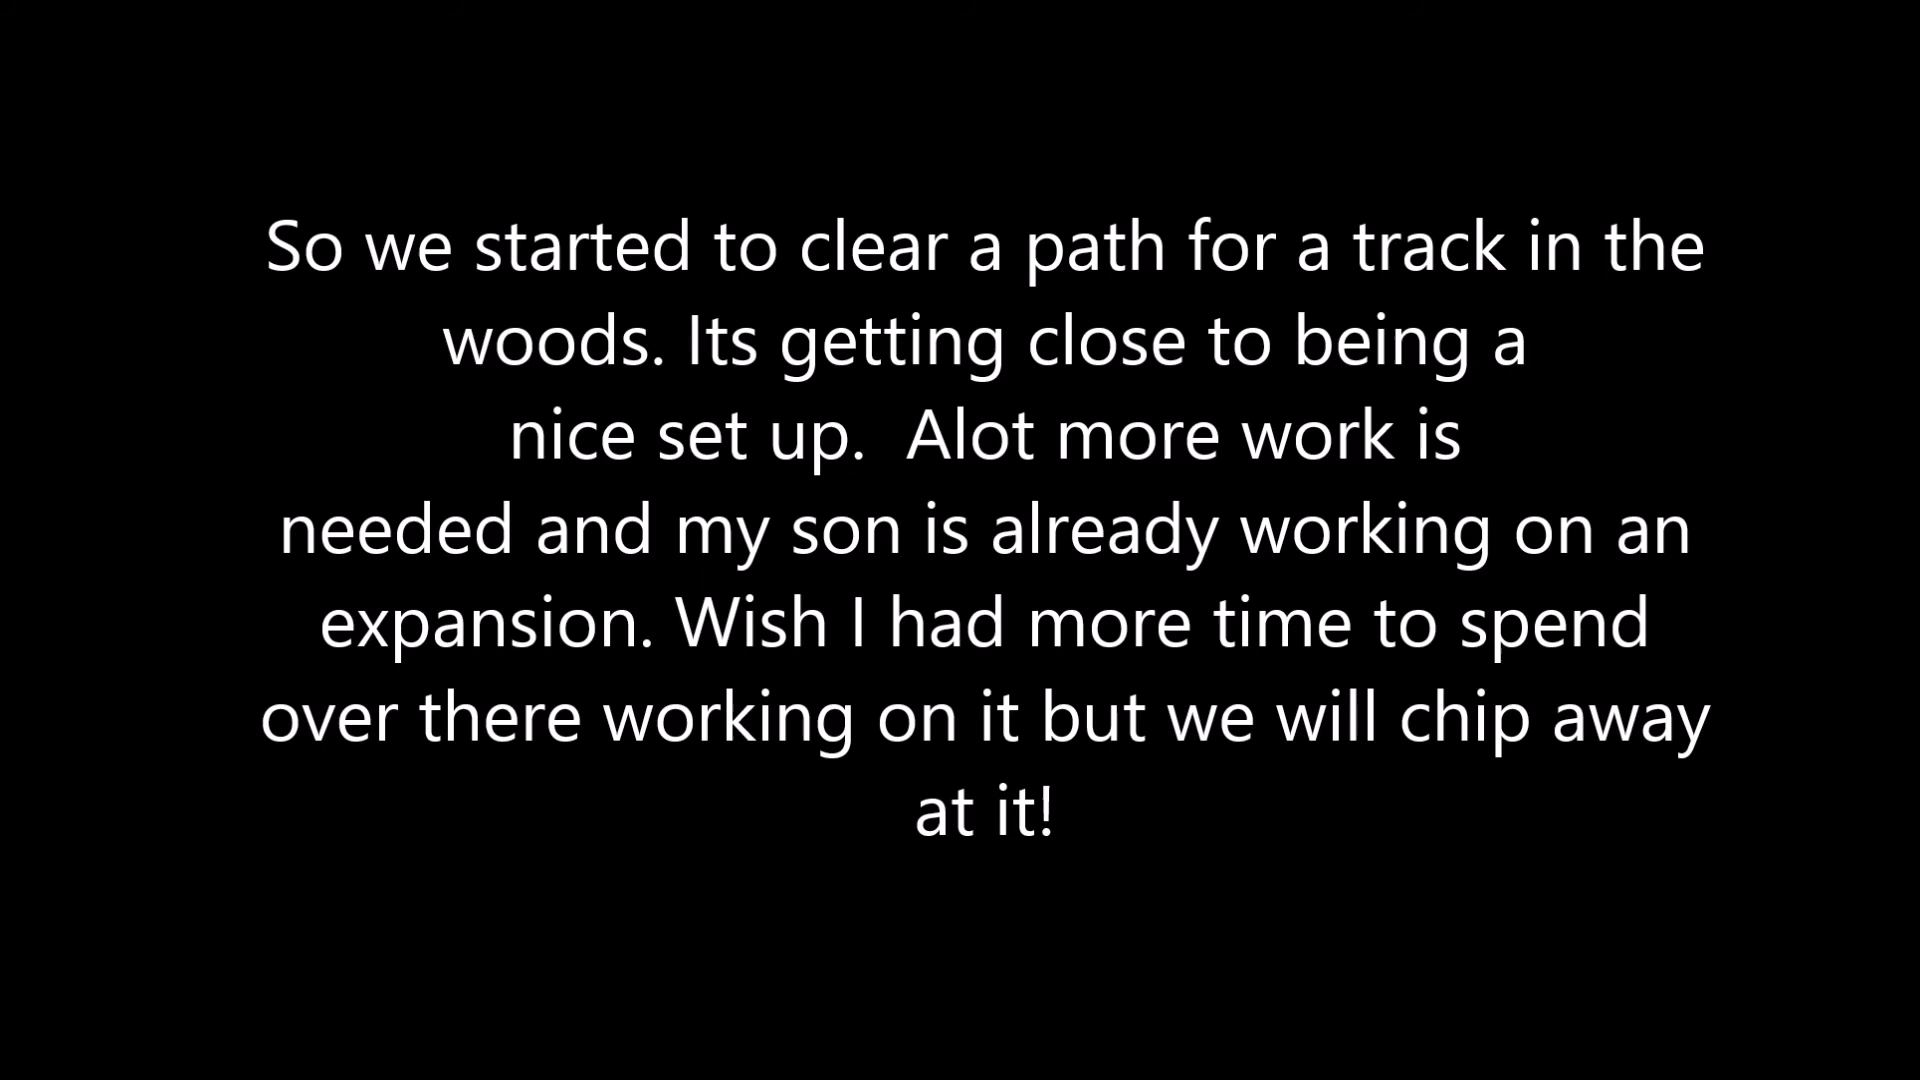 So we started to clear a path for a track in the
woods. Its getting close to being a
nice set up.  Alot more work is
needed and my son is already working on an
expansion. Wish I had more time to spend
over there working on it but we will chip away
at it!